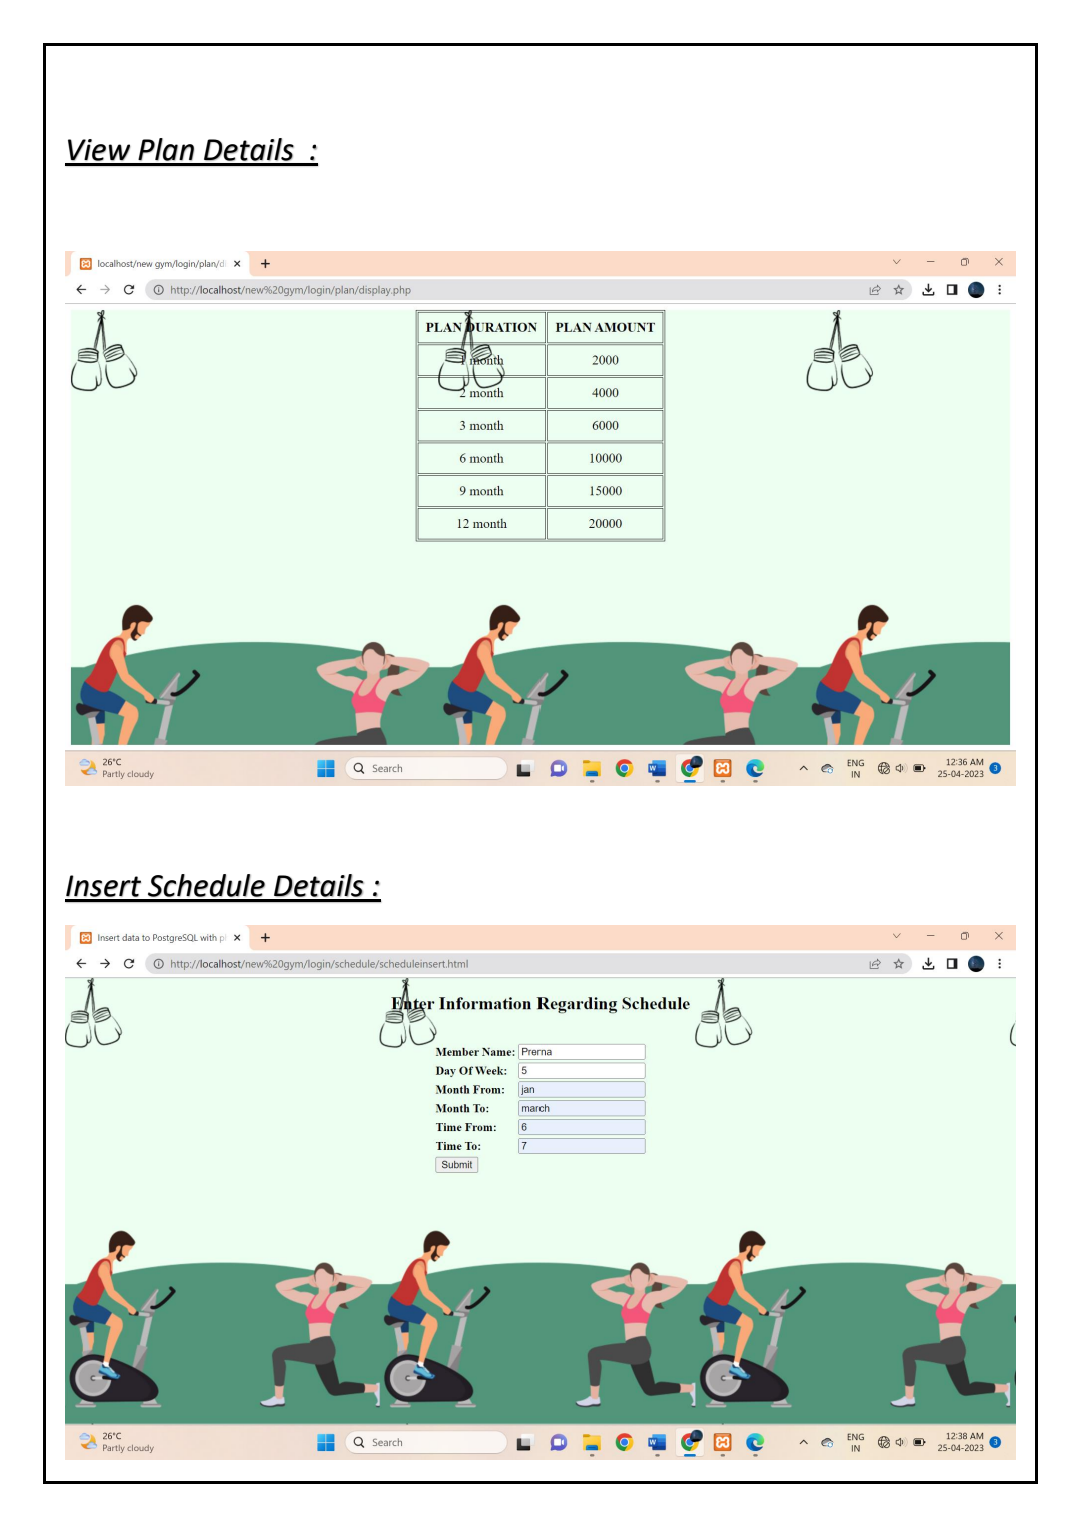 View Plan Details :
localhost/new gym/login/plan/d
http://localhost/new%20gym/login/plan/display.php
PLAN DURATION PLAN AMOUNT
1 month 2000
2 month 4000
3 month 6000
6 month 10000
9 month 15000
12 month 20000
26°C
Partly cloudy
Search
ENG
IN
12:36 AM
25-04-2023
3
Insert Schedule Details :
Insert data to PostgreSQL with p
http://localhost/new%20gym/login/schedule/scheduleinsert.html
Enter Information Regarding Schedule
Member Name: Prerna
Day Of Week: 5
Month From: jan
Month To: march
Time From: 6
Time To: 7
Submit
26°C
Partly cloudy
Search
ENG
IN
12:38 AM
25-04-2023
3